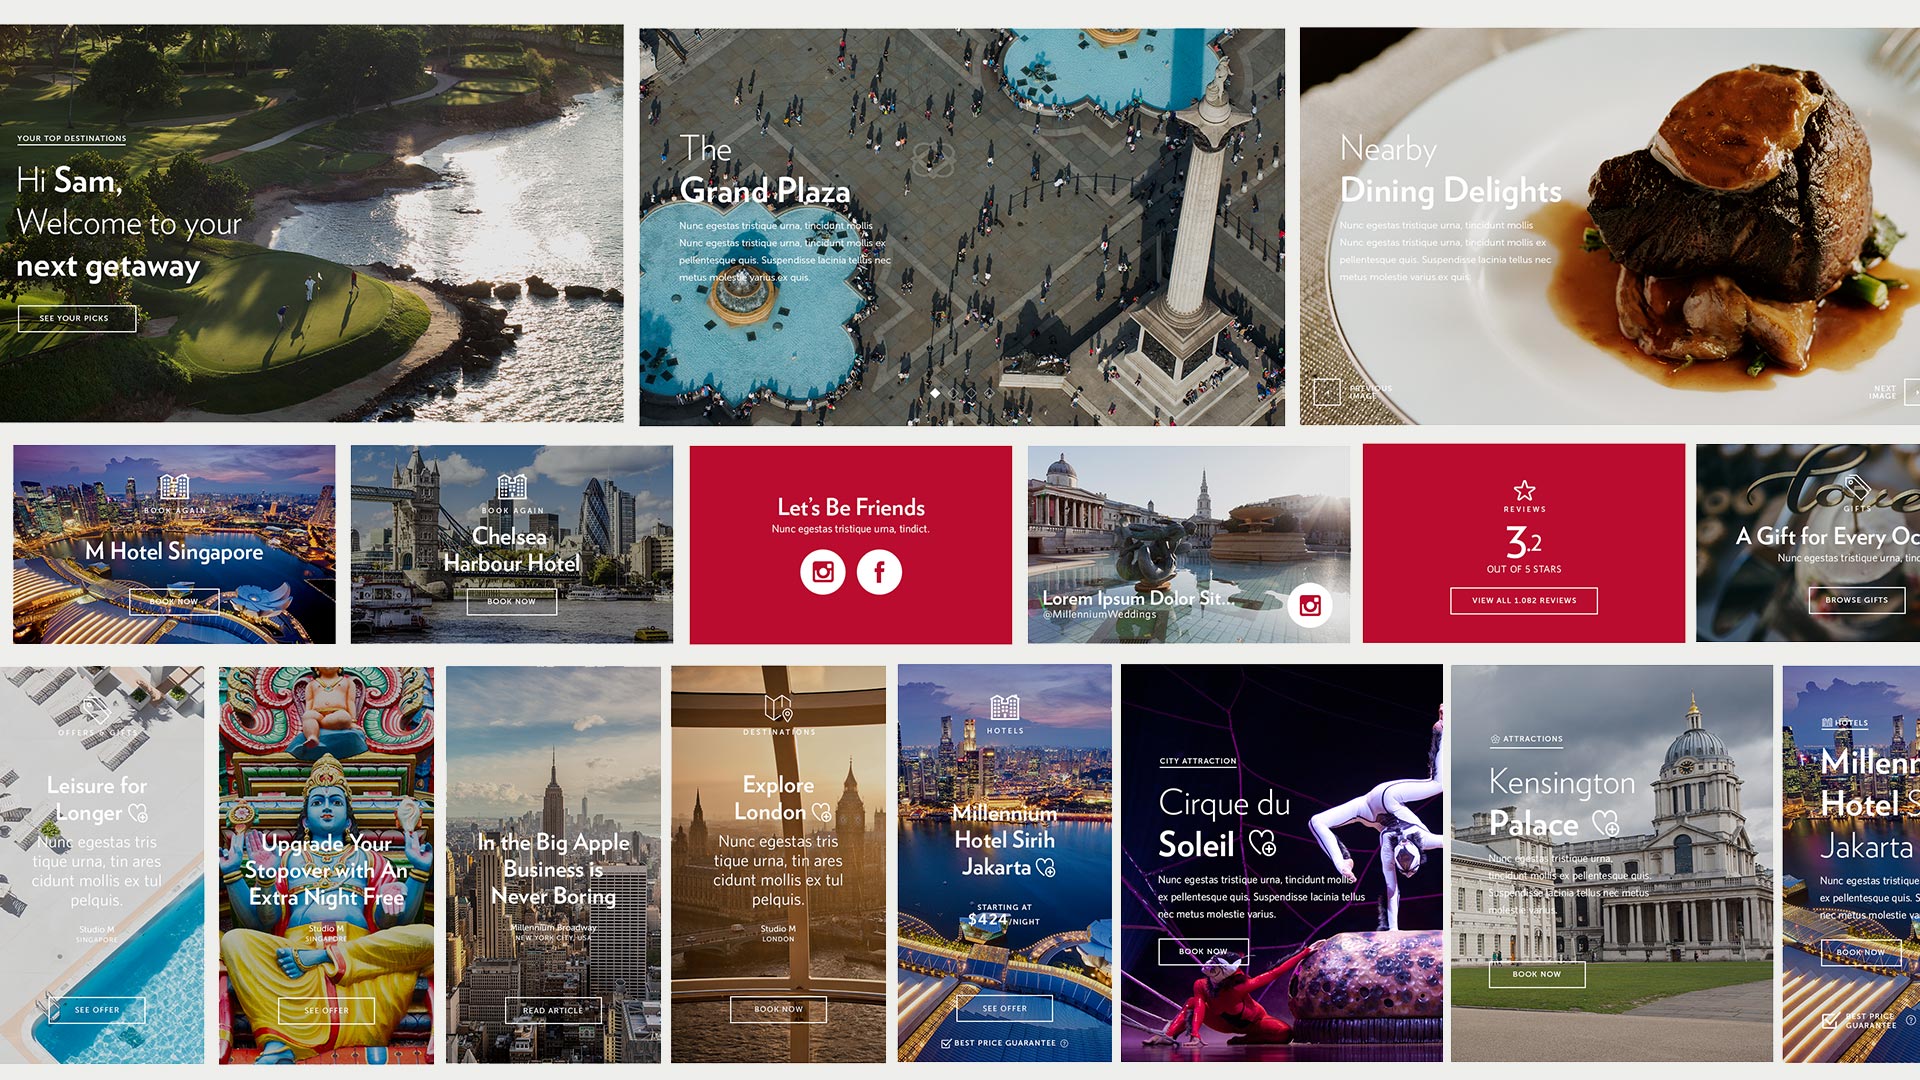 YOUR TOP DESTINATIONS
Hi Sam,
Welcome to your
next getaway
SEE YOUR PICKS
The
Grand Plaza
Nunc egestas tristique urna, tincidunt mollis
Nunc egestas tristique urna, tincidunt mollis ex
pellentesque quis. Suspendisse lacinia tellus nec
metus molestie varius ex quis.
Nearby
Dining Delights
Nunc egestas tristique urna, tincidunt mollis
Nunc egestas tristique urna, tincidunt mollis ex
pellentesque quis. Suspendisse lacinia tellus nec
metus molestie varius ex quis.
PREVIOUS
IMAGE
NEXT
IMAGE
BOOK AGAIN
M Hotel Singapore
BOOK NOW
BOOK AGAIN
Chelsea
Harbour Hotel
BOOK NOW
Let's Be Friends
Nunc egestas tristique urna, tindict.
Lorem Ipsum Dolor Sit...
@MillenniumWeddings
REVIEWS
3.2
OUT OF 5 STARS
VIEW ALL 1.082 REVIEWS
love
GIFTS
A Gift for Every Oc
Nunc egestas tristique urna, tinc
BROWSE GIFTS
OFFERS & GIFTS
Leisure for
Longer
Nunc egestas tris
tique urna, tin ares
cidunt mollis ex tul
pelquis.
Studio M
SINGAPORE
SEE OFFER
Upgrade Your
Stopover with An
Extra Night Free
Studio M
SINGAPORE
SEE OFFER
In the Big Apple
Business is
Never Boring
Millennium Broadway
NEW YORK CITY, USA
READ ARTICLE
DESTINATIONS
Explore
London
Nunc egestas tris
tique urna, tin ares
cidunt mollis ex tul
pelquis.
Studio M
LONDON
BOOK NOW
HOTELS
Millennium
Hotel Sirih
Jakarta
STARTING AT
$424/NIGHT
SEE OFFER
BEST PRICE GUARANTEE ?
CITY ATTRACTION
Cirque du
Soleil
Nunc egestas tristique urna, tincidunt mollis
ex pellentesque quis. Suspendisse lacinia tellus
nec metus molestie varius.
BOOK NOW
ATTRACTIONS
Kensington
Palace
Nunc egestas tristique urna,
tincidunt mollis ex pellentesque quis.
Suspendisse lacinia tellus nec metus
molestie varius.
BOOK NOW
HOTELS
Millenn
Hotel S
Jakarta
Nunc egestas tristique
ex pellentesque quis. S
nec metus molestie va
BOOK NOW
BEST PRICE
GUARANTEE ?